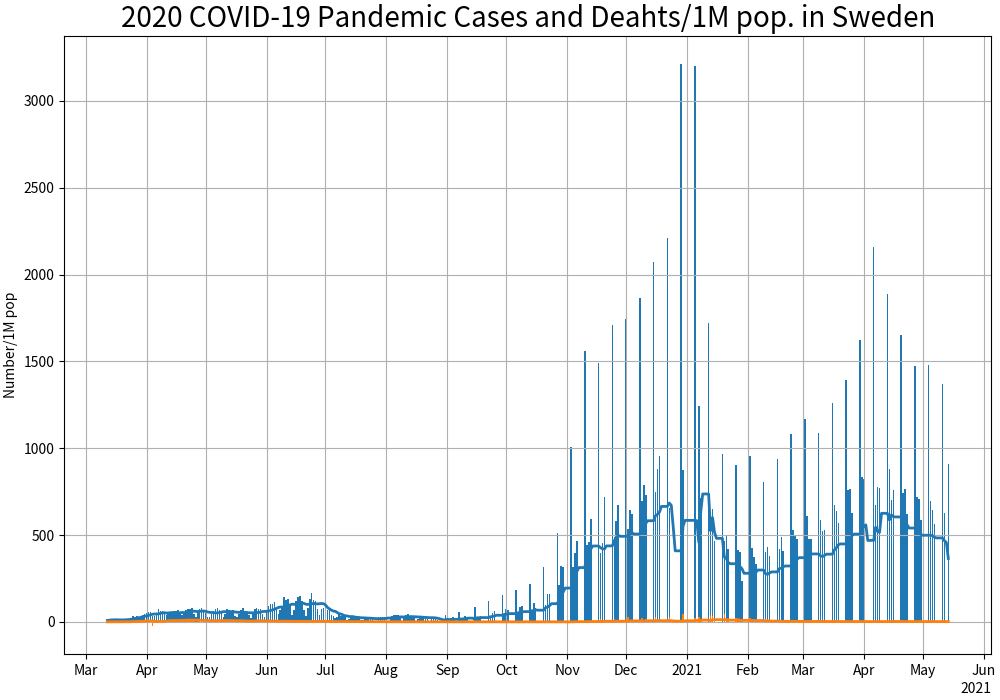 2020 COVID-19 Pandemic Cases and Deahts/1M pop. in Sweden
Number/1M pop
3000
2500
2000
1500
1000
500
0
Mar Apr May Jun Jul Aug Sep Oct Nov Dec 2021 Feb Mar Apr May Jun
2021